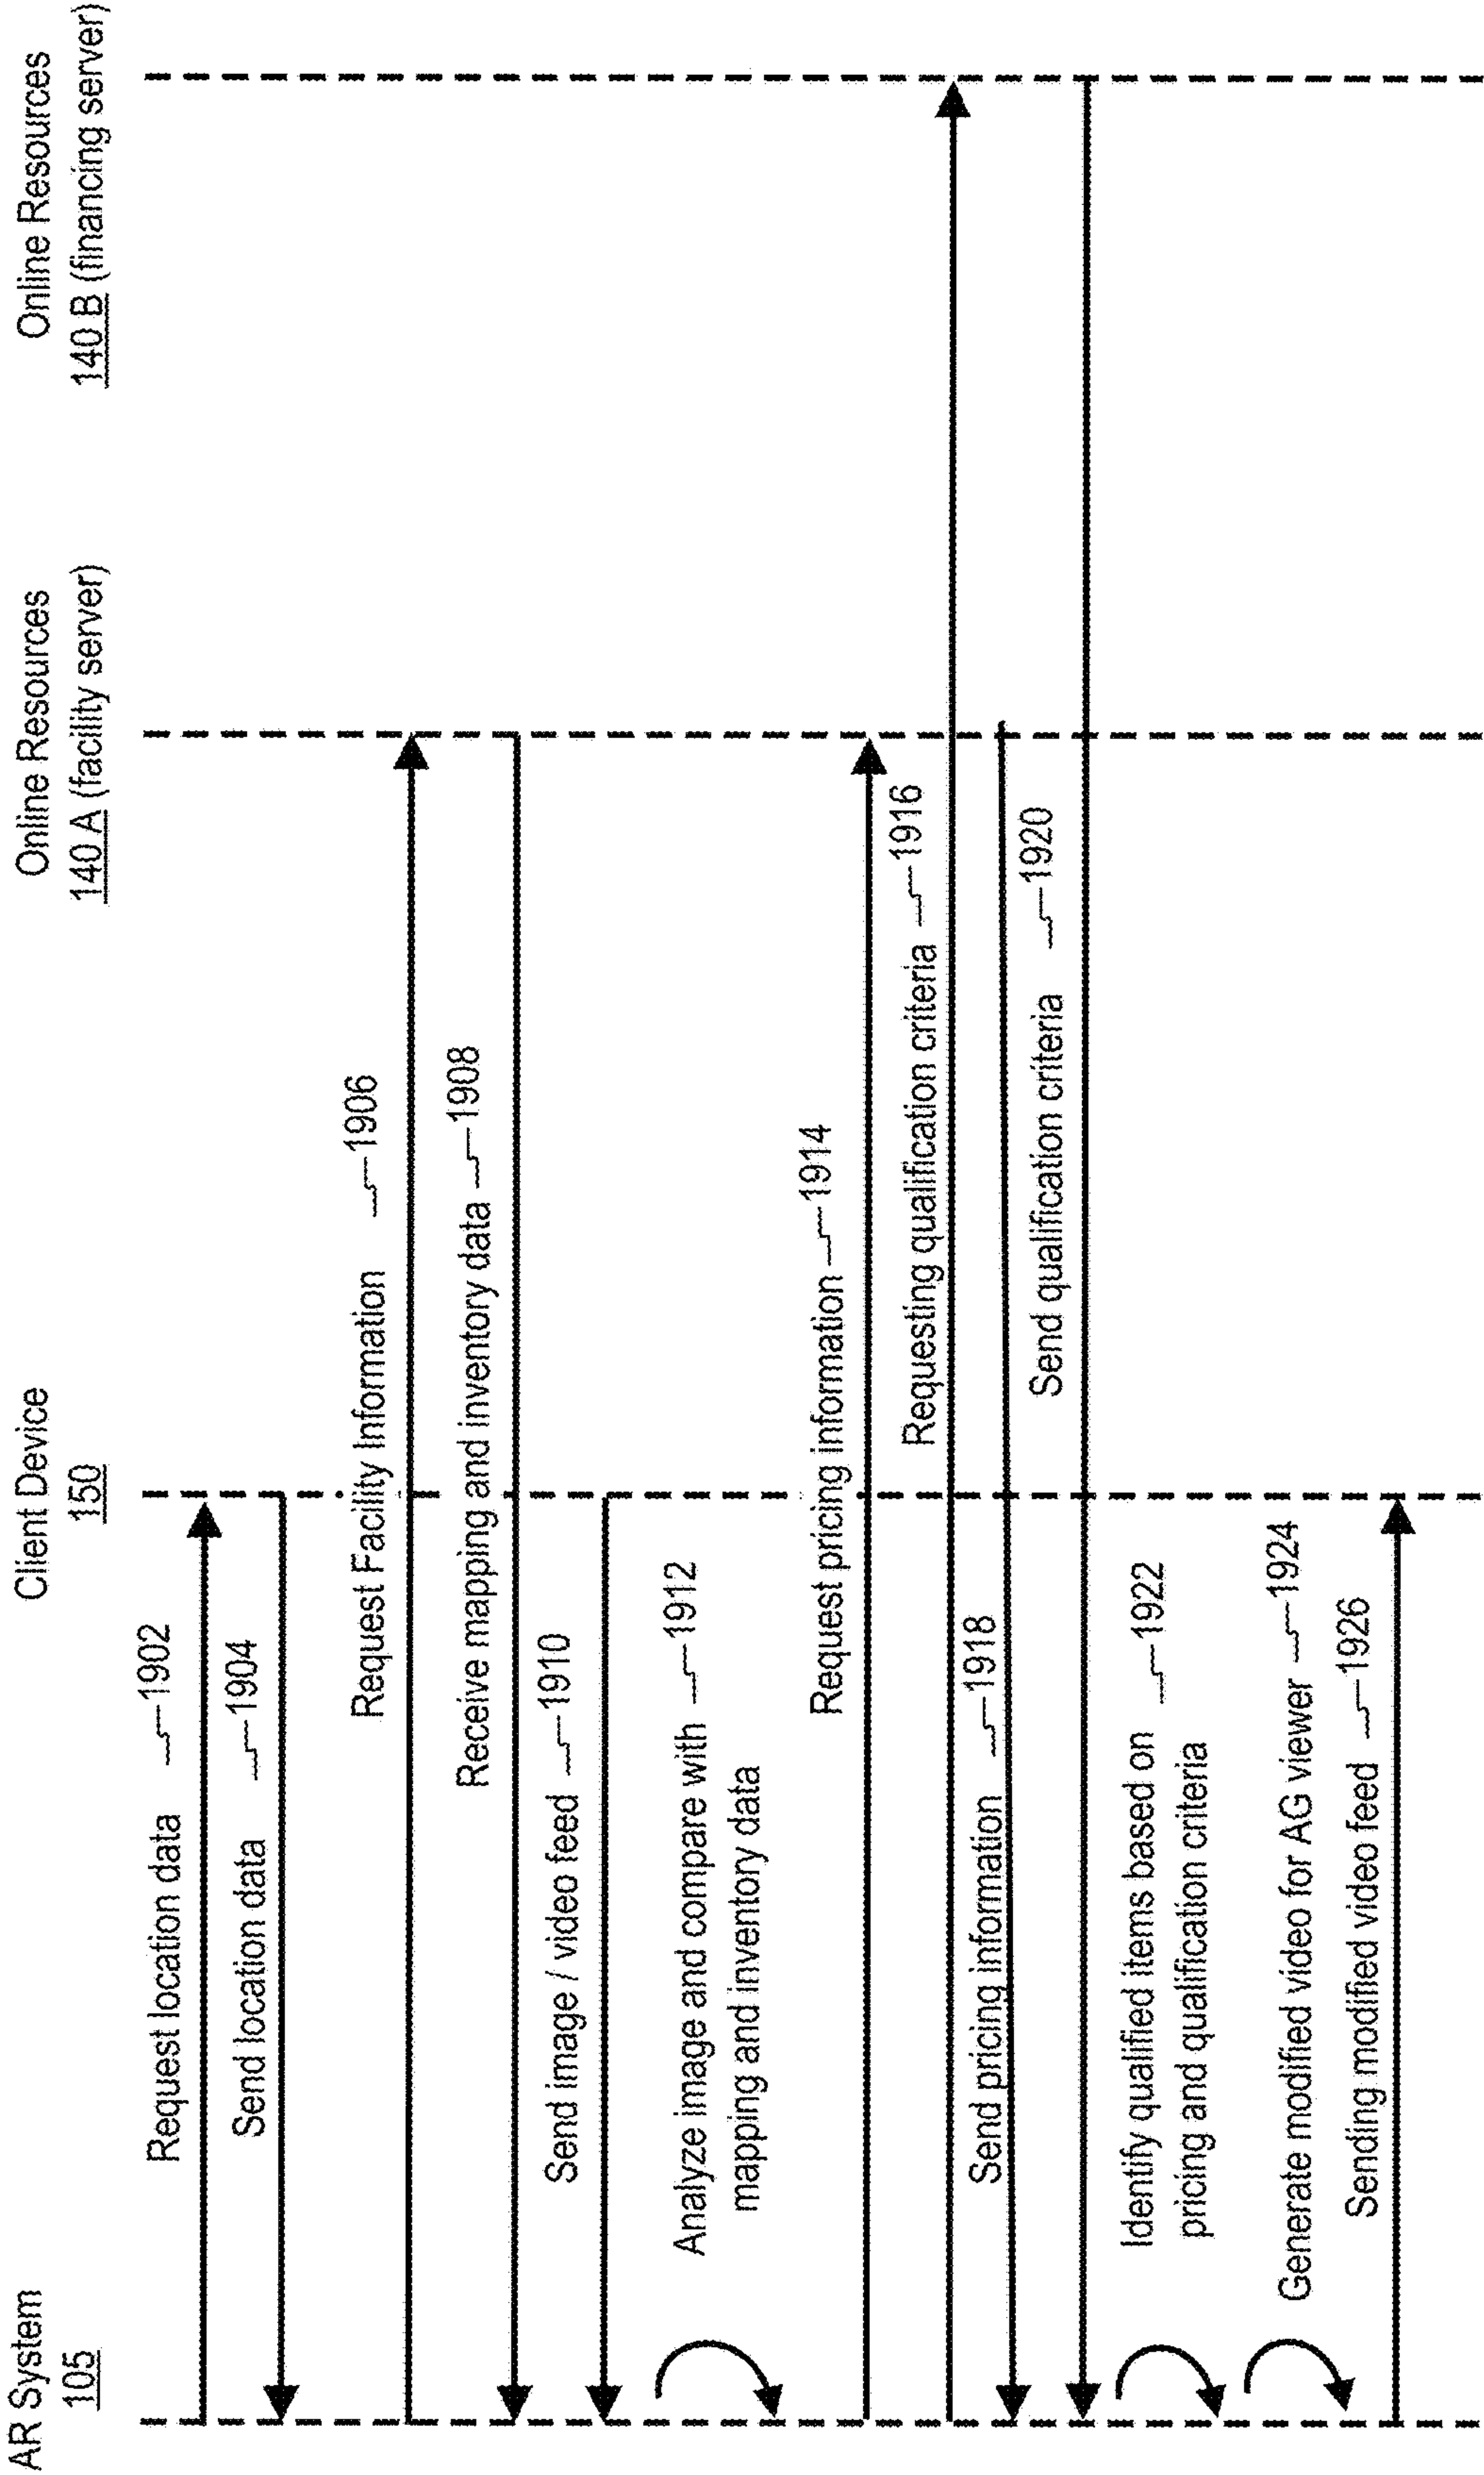 AR System
105
Client Device
150
Online Resources
140 A (facility server)
Online Resources
140 B (financing server)
Request location data 1902
Send location data 1904
Request Facility Information 1906
Receive mapping and inventory data 1908
Send image / video feed 1910
Analyze image and compare with 1912
mapping and inventory data
Request pricing information 1914
Requesting qualification criteria 1916
Send pricing information 1918
Send qualification criteria 1920
Identify qualified items based on 1922
pricing and qualification criteria
Generate modified video for AG viewer 1924
Sending modified video feed 1926